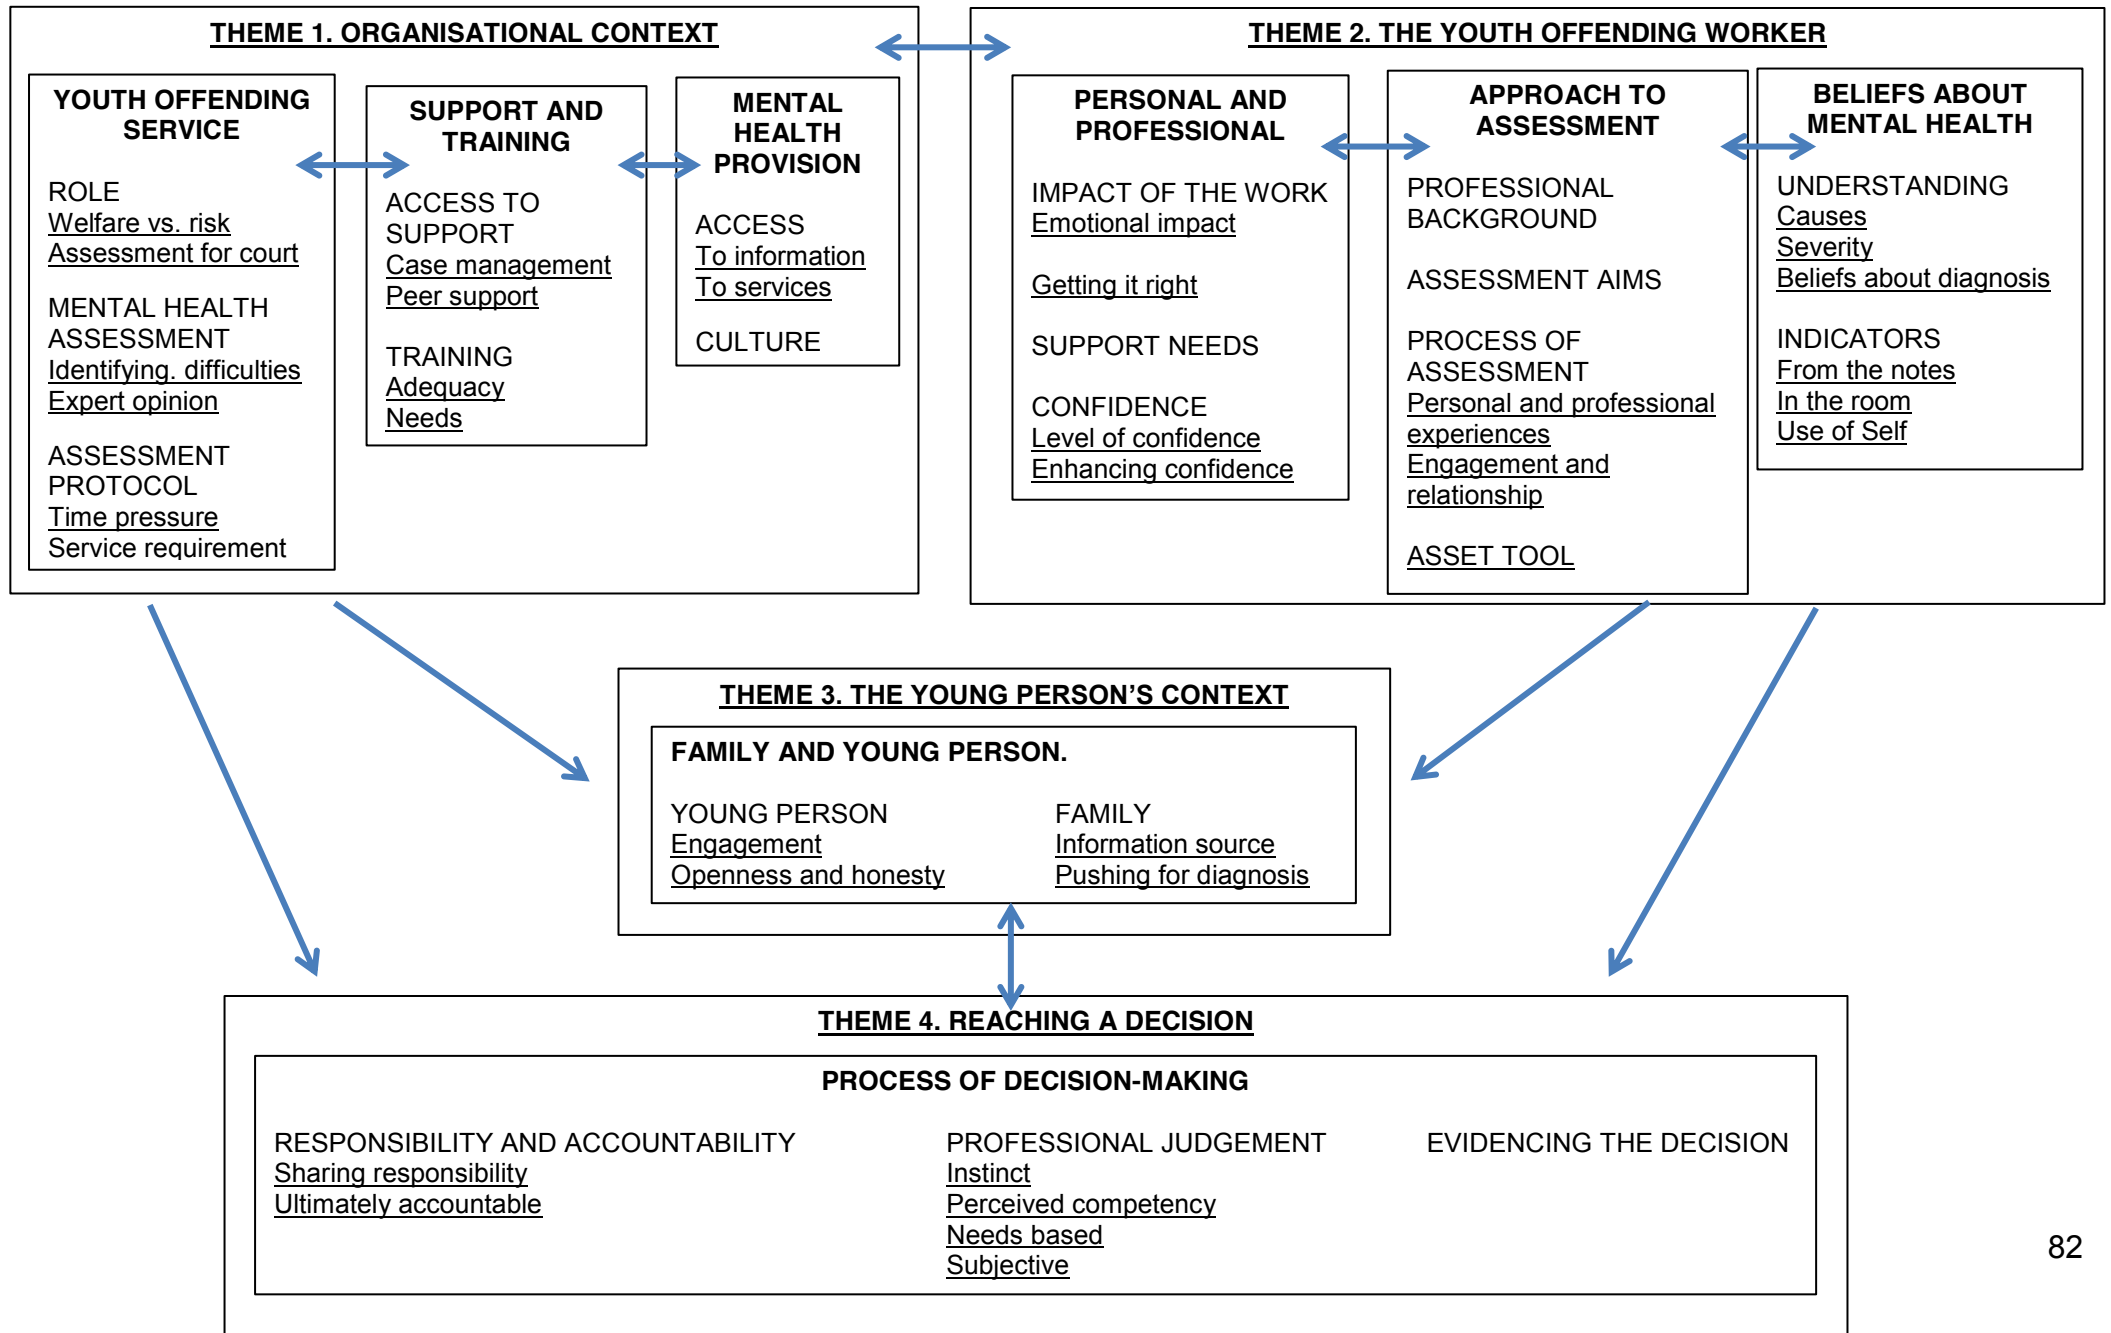 THEME 1. ORGANISATIONAL CONTEXT
YOUTH OFFENDING
SERVICE
ROLE
Welfare vs. risk
Assessment for court
MENTAL HEALTH
ASSESSMENT
Identifying. difficulties
Expert opinion
ASSESSMENT
PROTOCOL
Time pressure
Service requirement
SUPPORT AND
TRAINING
ACCESS TO
SUPPORT
Case management
Peer support
TRAINING
Adequacy
Needs
MENTAL
HEALTH
PROVISION
ACCESS
To information
To services
CULTURE
THEME 2. THE YOUTH OFFENDING WORKER
PERSONAL AND
PROFESSIONAL
IMPACT OF THE WORK
Emotional impact
Getting it right
SUPPORT NEEDS
CONFIDENCE
Level of confidence
Enhancing confidence
APPROACH TO
ASSESSMENT
PROFESSIONAL
BACKGROUND
ASSESSMENT AIMS
PROCESS OF
ASSESSMENT
Personal and professional
experiences
Engagement and
relationship
ASSET TOOL
BELIEFS ABOUT
MENTAL HEALTH
UNDERSTANDING
Causes
Severity
Beliefs about diagnosis
INDICATORS
From the notes
In the room
Use of Self
THEME 3. THE YOUNG PERSON'S CONTEXT
FAMILY AND YOUNG PERSON.
YOUNG PERSON
Engagement
Openness and honesty
FAMILY
Information source
Pushing for diagnosis
THEME 4. REACHING A DECISION
PROCESS OF DECISION-MAKING
RESPONSIBILITY AND ACCOUNTABILITY
Sharing responsibility
Ultimately accountable
PROFESSIONAL JUDGEMENT
Instinct
Perceived competency
Needs based
Subjective
EVIDENCING THE DECISION
82